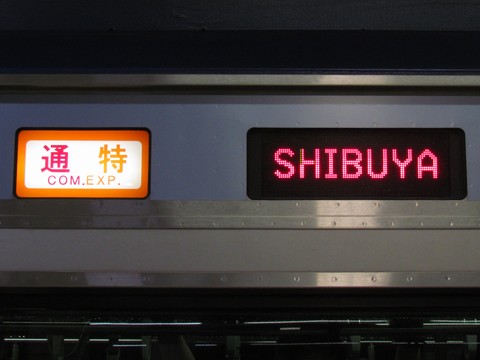 通 特
COM.EXP.
SHIBUYA